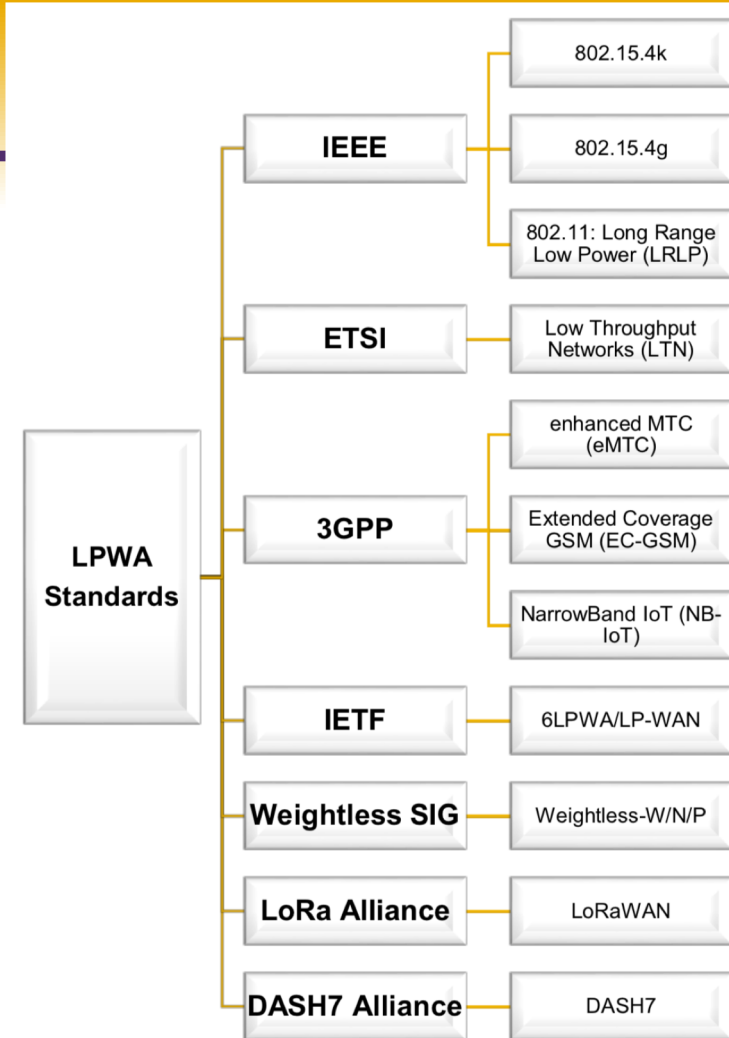 LPWA
Standards
IEEE
802.15.4k
802.15.4g
802.11: Long Range
Low Power (LRLP)
ETSI
Low Throughput
Networks (LTN)
3GPP
enhanced MTC
(eMTC)
Extended Coverage
GSM (EC-GSM)
NarrowBand IoT (NB-
IoT)
IETF
6LPWA/LP-WAN
Weightless SIG
Weightless-W/N/P
LoRa Alliance
LoRaWAN
DASH7 Alliance
DASH7